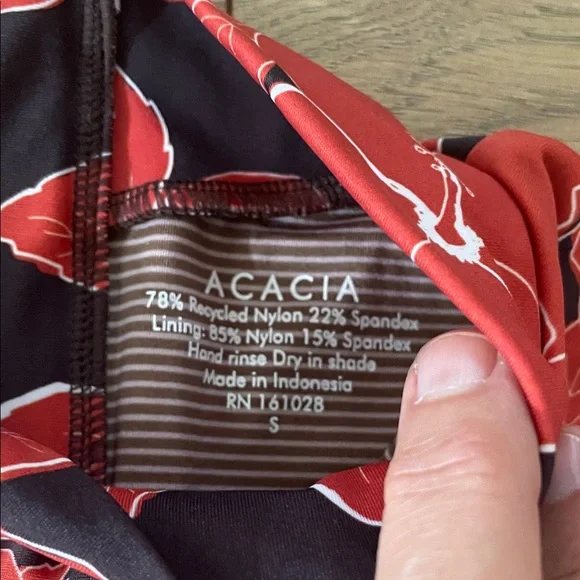 ACACIA
78% Recycled Nylon 22% Spandex
Lining: 85% Nylon 15% Spandex
Hand rinse Dry in shade
Made in Indonesia
RN 161028
S